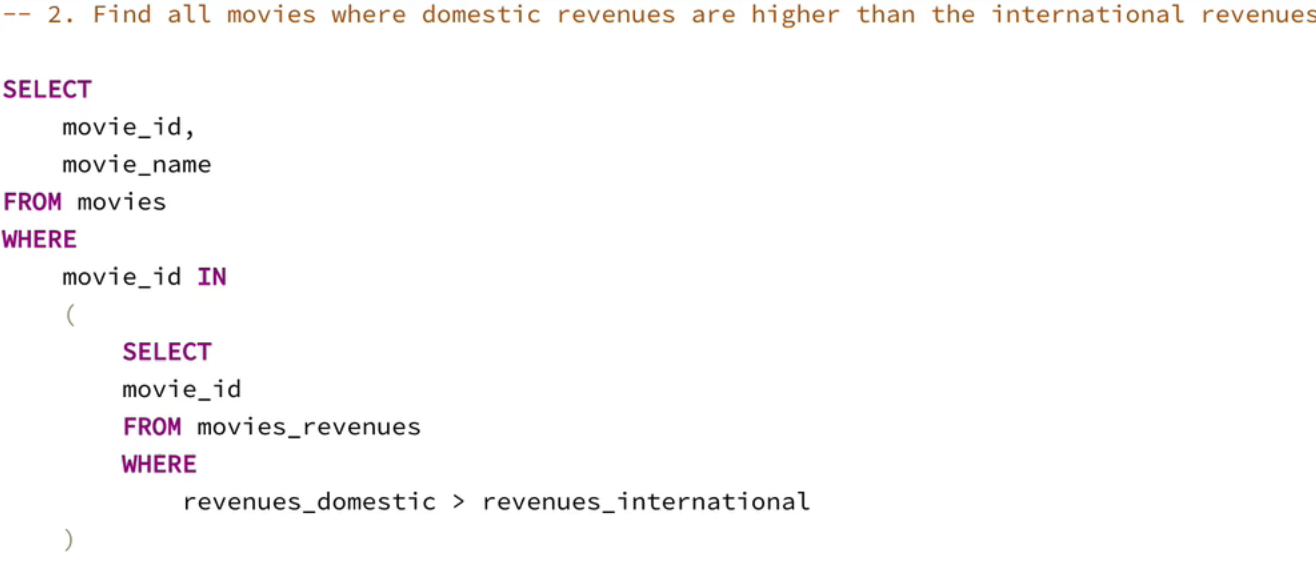 -- 2. Find all movies where domestic revenues are higher than the international revenues
SELECT
movie_id,
movie_name
FROM movies
WHERE
movie_id IN
(
SELECT
movie_id
FROM movies_revenues
WHERE
revenues_domestic > revenues_international
)